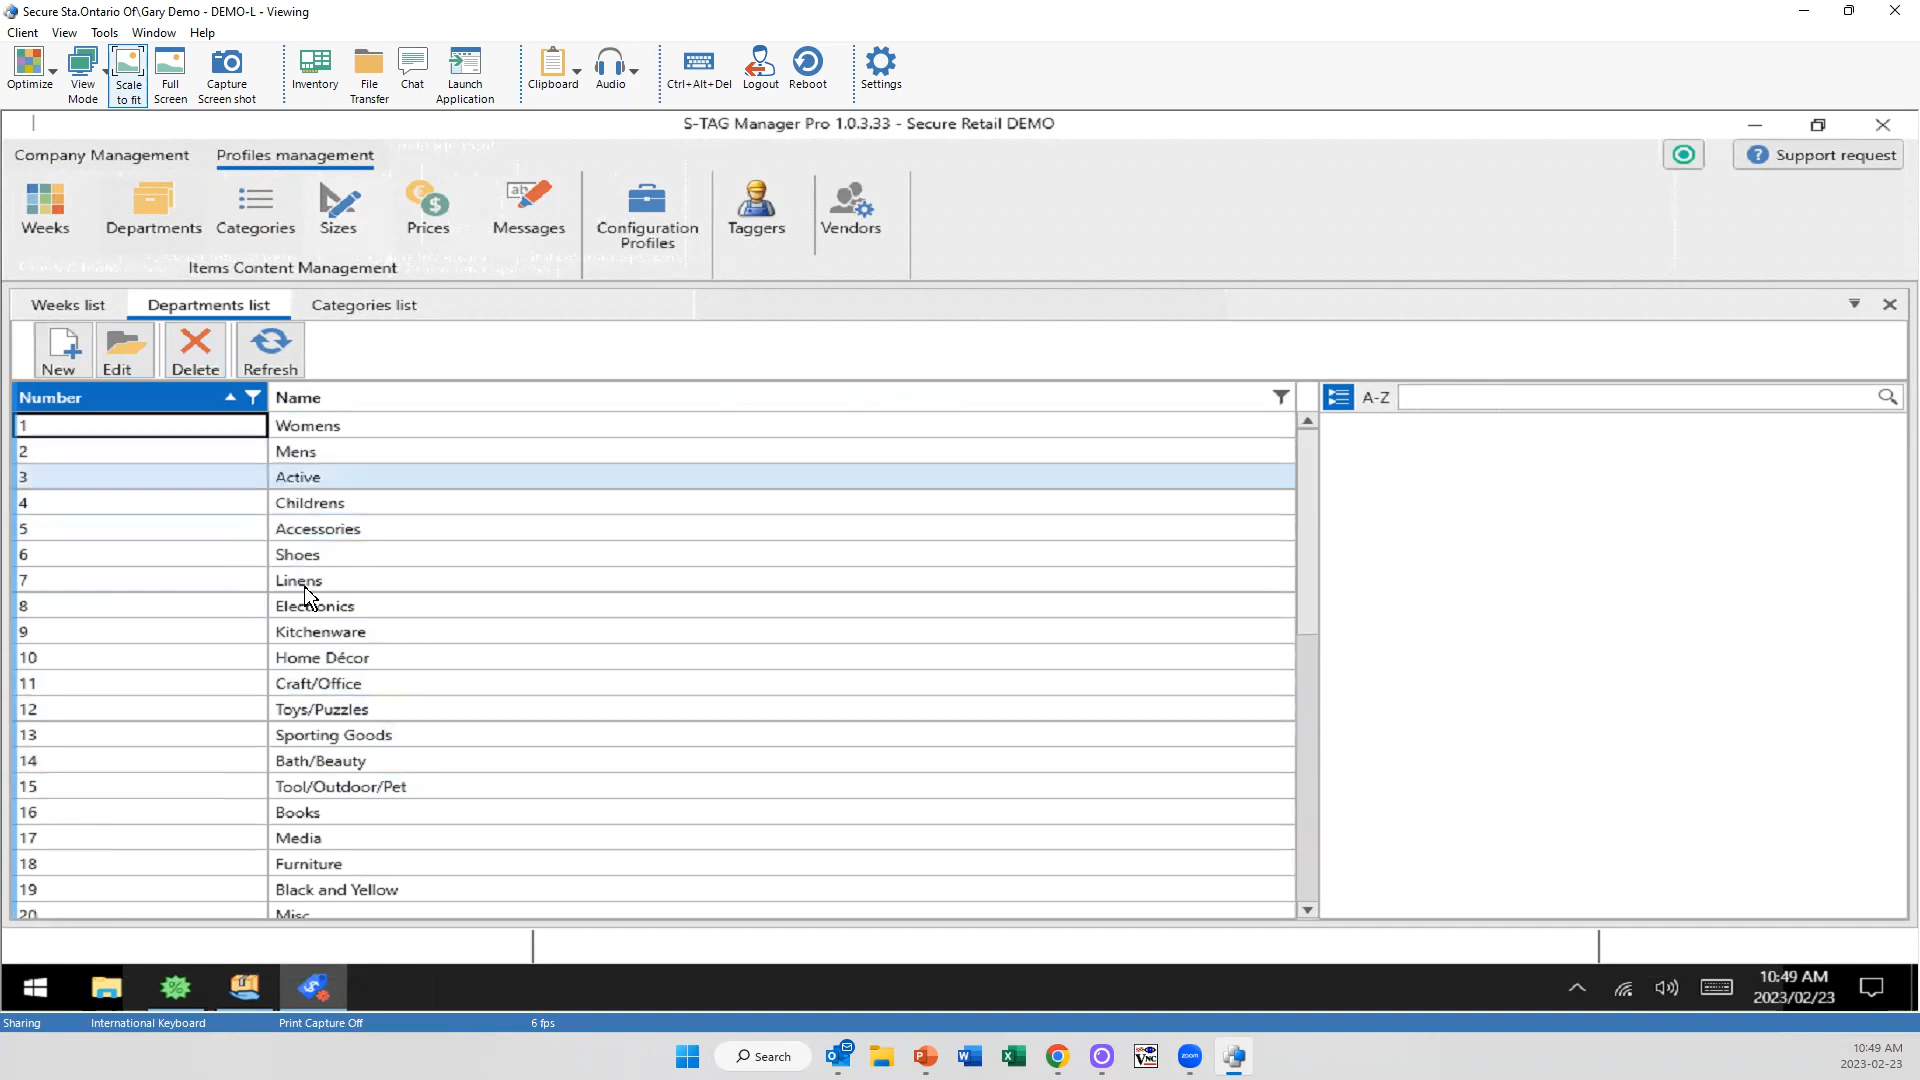 Secure Sta.Ontario Of\Gary Demo - DEMO-L - Viewing
Client View Tools Window Help
Optimize View Mode Scale to fit Full Screen Capture Screen shot Inventory File Transfer Chat Launch Application Clipboard Audio Ctrl+Alt+Del Logout Reboot Settings
S-TAG Manager Pro 1.0.3.33 - Secure Retail DEMO
Company Management Profiles management Support request
Weeks Departments Categories Sizes Prices Messages Configuration Profiles Taggers Vendors
Items Content Management
Weeks list Departments list Categories list
New Edit Delete Refresh
Number Name A-Z
1 Womens
2 Mens
3 Active
4 Childrens
5 Accessories
6 Shoes
7 Linens
8 Electronics
9 Kitchenware
10 Home Décor
11 Craft/Office
12 Toys/Puzzles
13 Sporting Goods
14 Bath/Beauty
15 Tool/Outdoor/Pet
16 Books
17 Media
18 Furniture
19 Black and Yellow
20 Misc
10:49 AM
2023/02/23
Sharing International Keyboard Print Capture Off 6 fps
Search
10:49 AM
2023-02-23